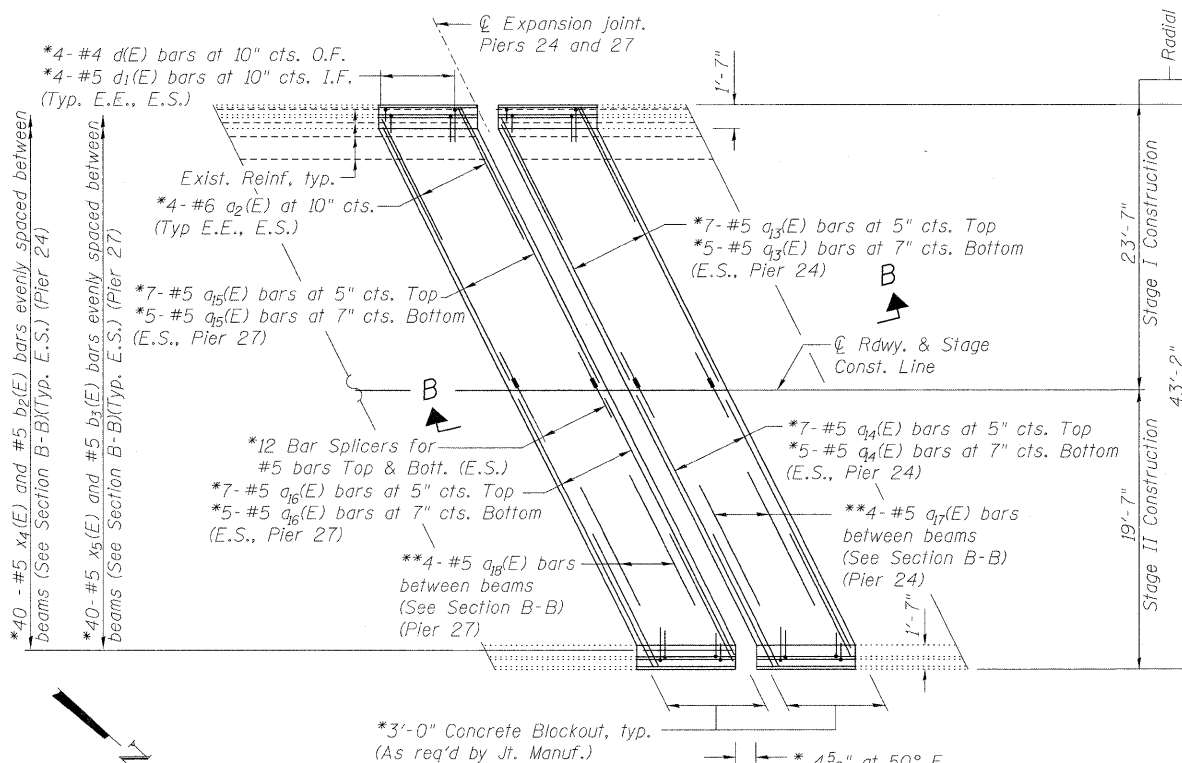 ℄ Expansion joint.
Piers 24 and 27
*4- #4 d(E) bars at 10" cts. O.F.
*4- #5 d1(E) bars at 10" cts. I.F.
(Typ. E.E., E.S.)
1'-7"
Radial
Exist. Reinf, typ.
*4-#6 a2(E) at 10" cts.
(Typ E.E., E.S.)
*7-#5 a13(E) bars at 5" cts. Top
*5-#5 a13(E) bars at 7" cts. Bottom
(E.S., Pier 24)
*7-#5 a15(E) bars at 5" cts. Top
*5-#5 a15(E) bars at 7" cts. Bottom
(E.S., Pier 27)
B
℄ Rdwy. & Stage
Const. Line
B
*12 Bar Splicers for
#5 bars Top & Bott. (E.S.)
*7-#5 a16(E) bars at 5" cts. Top
*5-#5 a16(E) bars at 7" cts. Bottom
(E.S., Pier 27)
*7-#5 a14(E) bars at 5" cts. Top
*5-#5 a14(E) bars at 7" cts. Bottom
(E.S., Pier 24)
**4-#5 a17(E) bars
between beams
(See Section B-B)
(Pier 24)
**4-#5 a18(E) bars
between beams
(See Section B-B)
(Pier 27)
1'-7"
*3'-0" Concrete Blockout, typ.
(As req'd by Jt. Manuf.)
*40 -#5 x4(E) and #5 b2(E) bars evenly spaced between
beams (See Section B-B)(Typ. E.S.) (Pier 24)
*40-#5 x5(E) and #5 b3(E) bars evenly spaced between
beams (See Section B-B)(Typ. E.S.) (Pier 27)
23'-7"
Stage I Construction
19'-7"
Stage II Construction
43'-2"
at 50° F